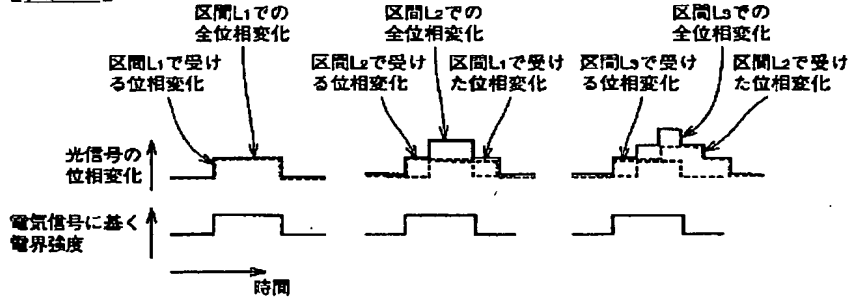 区間L1での
全位相変化
区間L2での
全位相変化
区間L3での
全位相変化
区間L1で受け
る位相変化
区間L2で受け
る位相変化
区間L1で受け
た位相変化
区間L3で受け
る位相変化
区間L2で受け
た位相変化
光信号の
位相変化
電気信号に基く
電界強度
時間